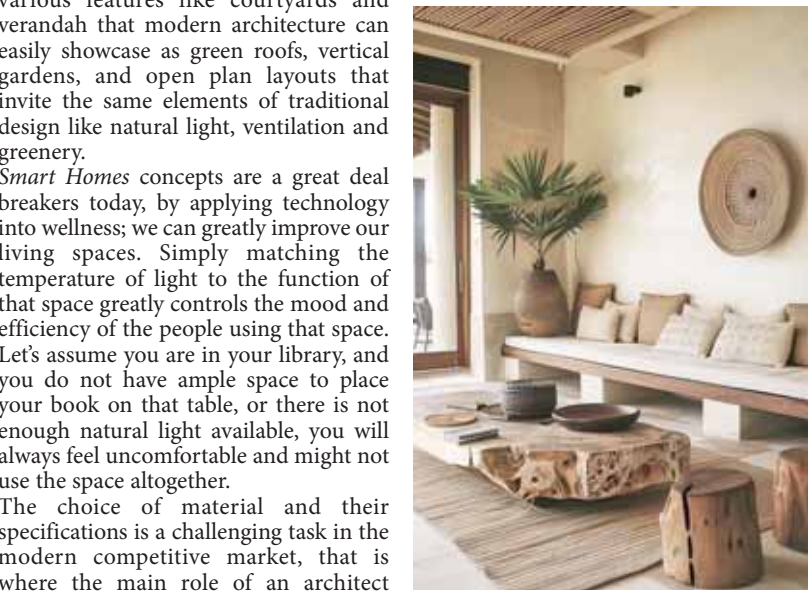 various features like courtyards and
verandah that modern architecture can
easily showcase as green roofs, vertical
gardens, and open plan layouts that
invite the same elements of traditional
design like natural light, ventilation and
greenery.
Smart Homes concepts are a great deal
breakers today, by applying technology
into wellness; we can greatly improve our
living spaces. Simply matching the
temperature of light to the function of
that space greatly controls the mood and
efficiency of the people using that space.
Let's assume you are in your library, and
you do not have ample space to place
your book on that table, or there is not
enough natural light available, you will
always feel uncomfortable and might not
use the space altogether.
The choice of material and their
specifications is a challenging task in the
modern competitive market, that is
where the main role of an architect